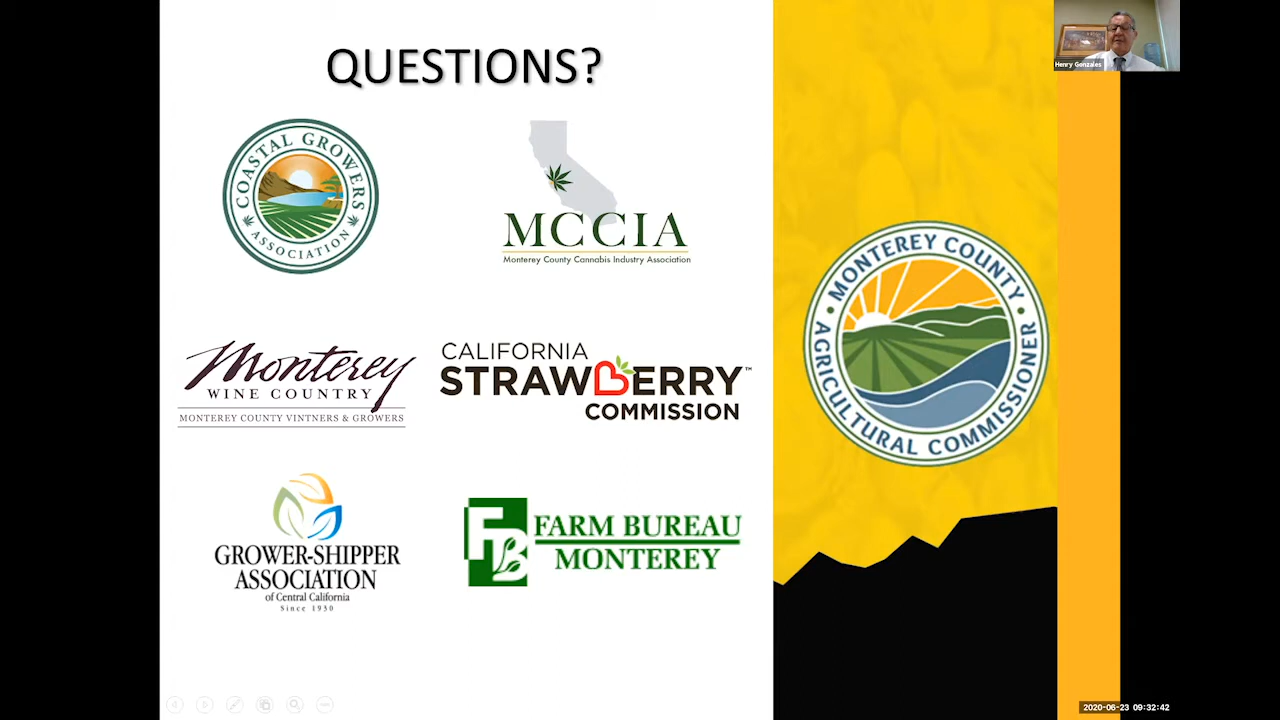 QUESTIONS?
Henry Gonzales
COASTAL GROWERS
ASSOCIATION
MCCIA
Monterey County Cannabis Industry Association
MONTEREY COUNTY
AGRICULTURAL COMMISSIONER
Monterey
WINE COUNTRY
MONTEREY COUNTY VINTNERS & GROWERS
CALIFORNIA
STRAWBERRY™
COMMISSION
GROWER-SHIPPER
ASSOCIATION
of Central California
Since 1930
FB
FARM BUREAU
MONTEREY
2020-06-23 09:32:42